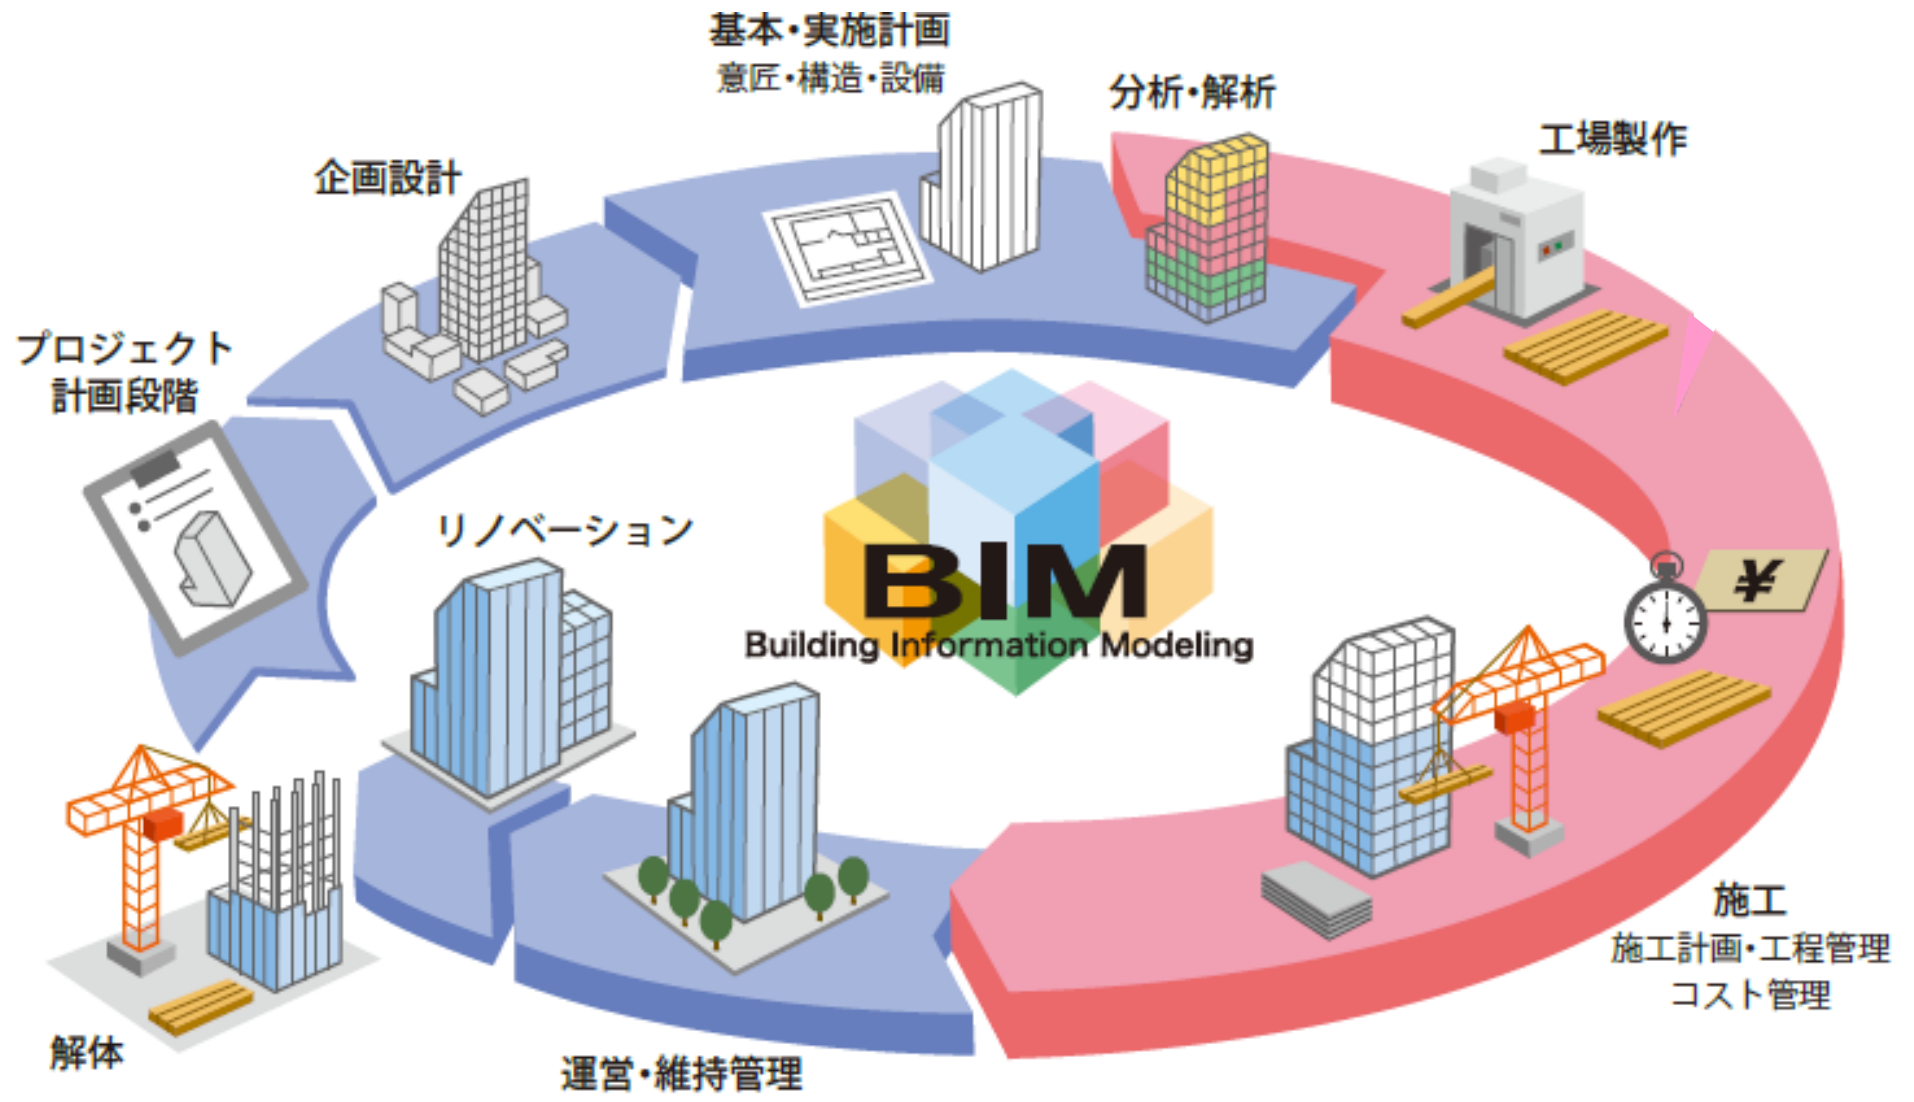 基本・実施計画
意匠・構造・設備
分析・解析
工場製作
企画設計
プロジェクト
計画段階
リノベーション
BIM
Building Information Modeling
¥
施工
施工計画・工程管理
コスト管理
解体
運営・維持管理